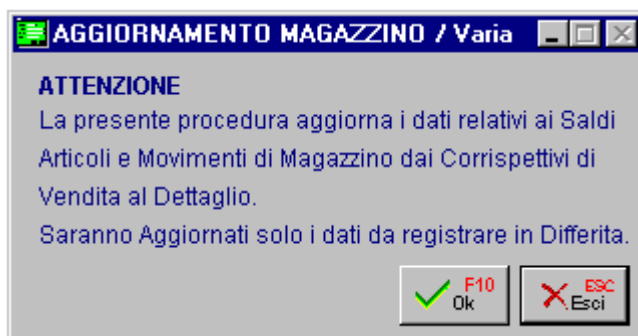 AGGIORNAMENTO MAGAZZINO / Varia
ATTENZIONE
La presente procedura aggiorna i dati relativi ai Saldi
Articoli e Movimenti di Magazzino dai Corrispettivi di
Vendita al Dettaglio.
Saranno Aggiornati solo i dati da registrare in Differita.
F10
Ok
ESC
Esci